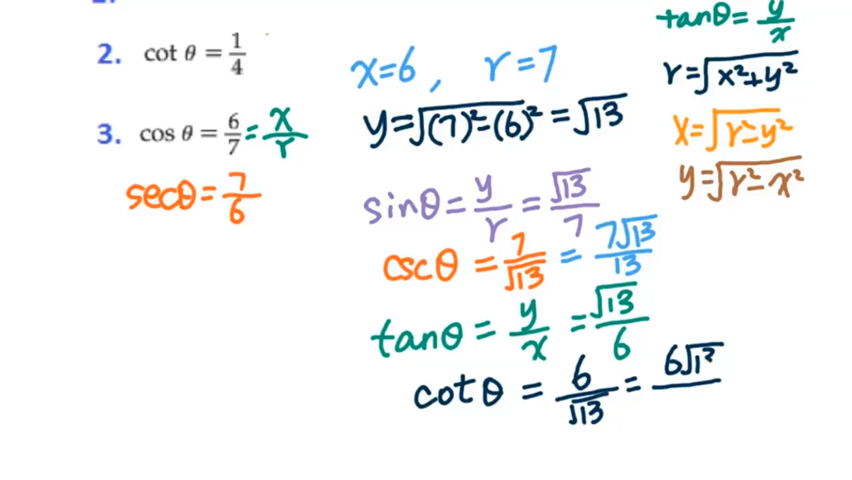 tanθ = y/x
2. cot θ = 1/4
x=6, r=7
r=√x²+y²
3. cos θ = 6/7 = x/r
y=√(7)²-(6)² = √13
x=√r²-y²
secθ = 7/6
y=√r²-x²
sinθ = y/r = √13/7
cscθ = 7/√13 = 7√13/13
tanθ = y/x = √13/6
cotθ = 6/√13 = 6√1